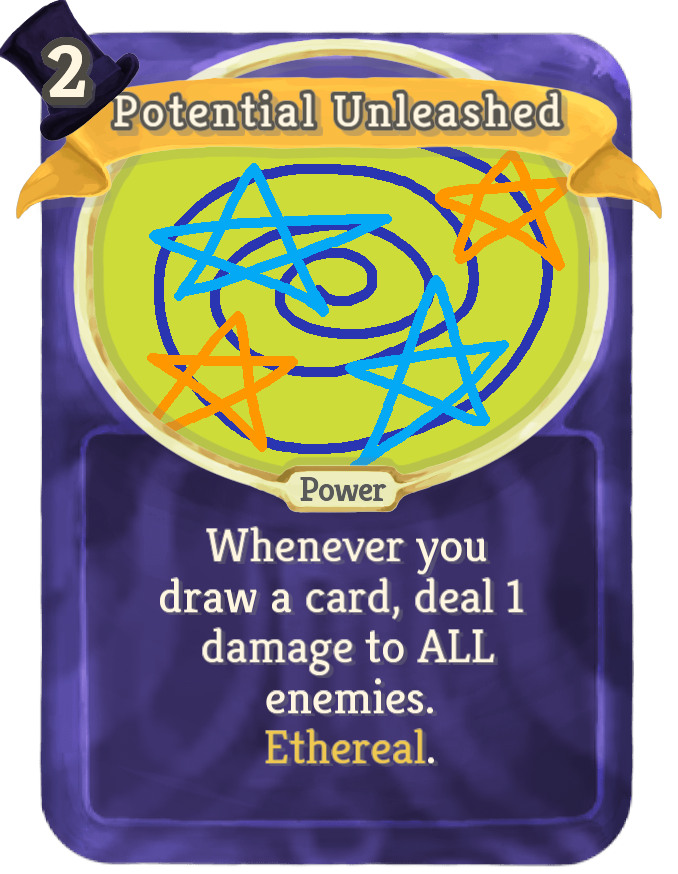 2
Potential Unleashed
Power
Whenever you
draw a card, deal 1
damage to ALL
enemies.
Ethereal.